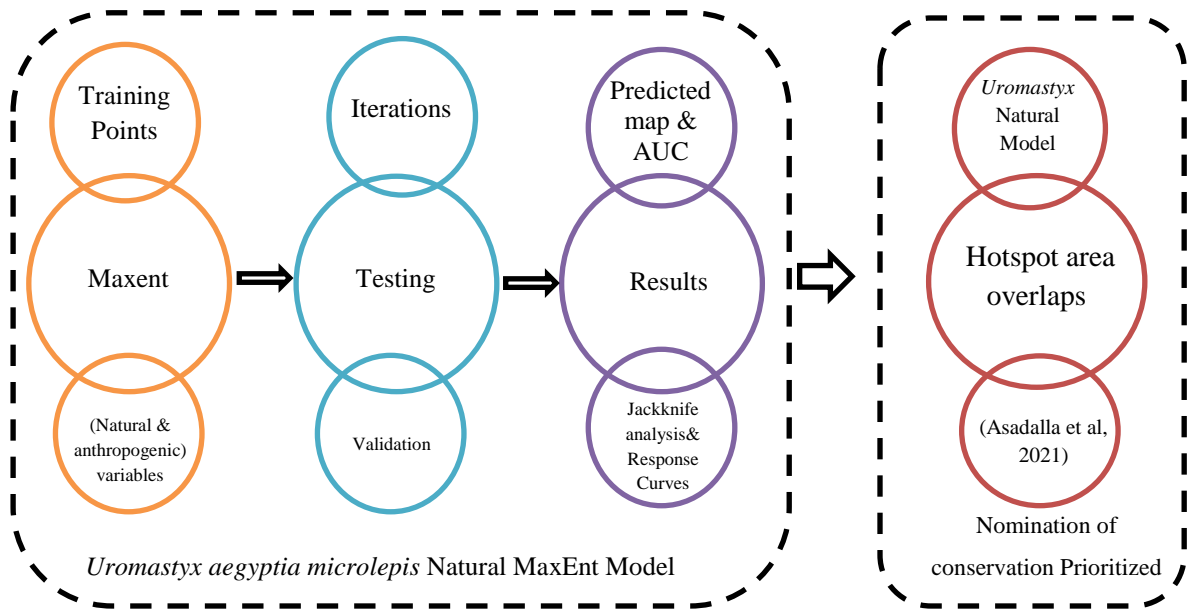 Training
Points
Maxent
(Natural &
anthropogenic)
variables
Iterations
Testing
Validation
Predicted
map &
AUC
Results
Jackknife
analysis&
Response
Curves
Uromastyx aegyptia microlepis Natural MaxEnt Model
Uromastyx
Natural
Model
Hotspot area
overlaps
(Asadalla et al,
2021)
Nomination of
conservation Prioritized